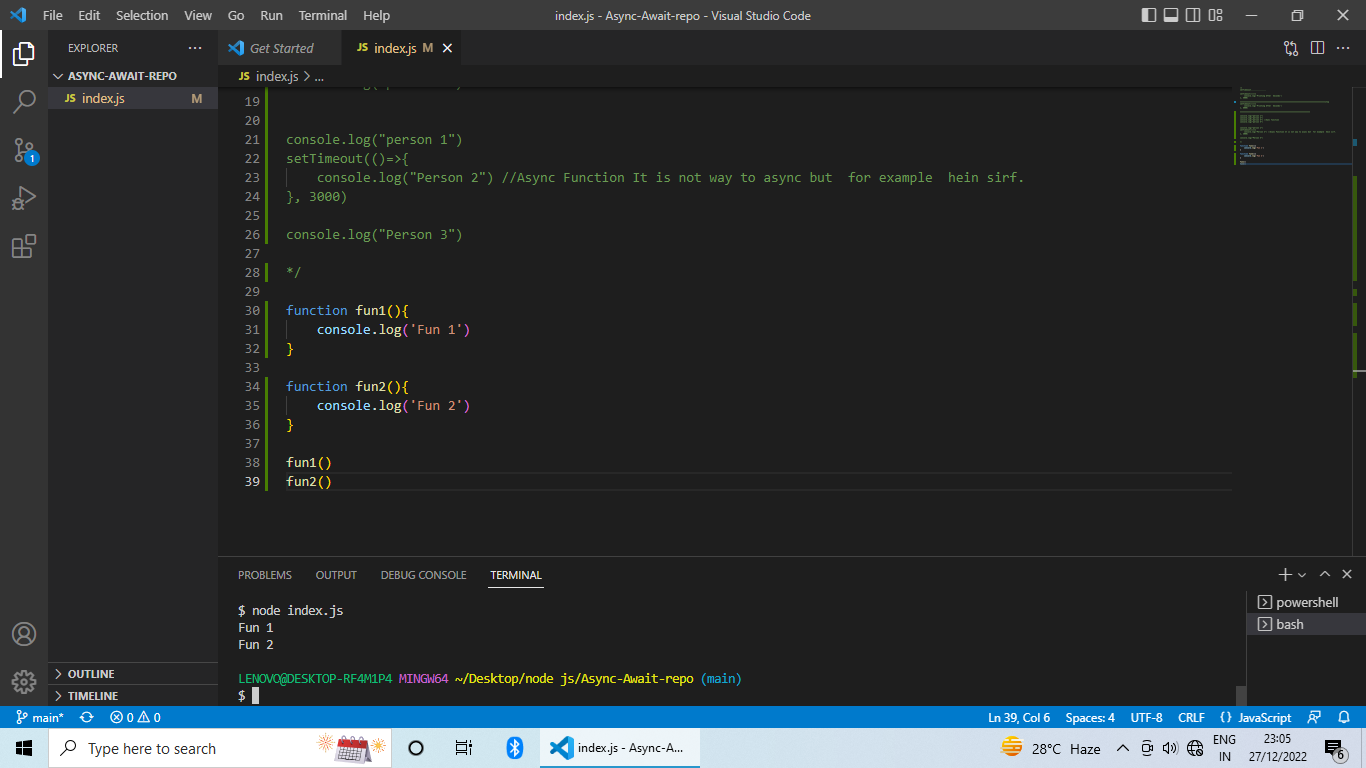 File Edit Selection View Go Run Terminal Help
index.js - Async-Await-repo - Visual Studio Code
EXPLORER
ASYNC-AWAIT-REPO
JS index.js M
1
OUTLINE
TIMELINE
Get Started
JS index.js M
JS index.js > ...
19
20
21 console.log("person 1")
22 setTimeout(()=>{
23 console.log("Person 2") //Async Function It is not way to async but  for example  hein sirf.
24 }, 3000)
25
26 console.log("Person 3")
27
28 */
29
30 function fun1(){
31 console.log('Fun 1')
32 }
33
34 function fun2(){
35 console.log('Fun 2')
36 }
37
38 fun1()
39 fun2()
PROBLEMS OUTPUT DEBUG CONSOLE TERMINAL
$ node index.js
Fun 1
Fun 2
LENOVO@DESKTOP-RF4M1P4 MINGW64 ~/Desktop/node js/Async-Await-repo (main)
$
powershell
bash
main* 0 0 Ln 39, Col 6 Spaces: 4 UTF-8 CRLF {} JavaScript
Type here to search
index.js - Async-A...
28°C Haze
ENG
IN
23:05
27/12/2022
6